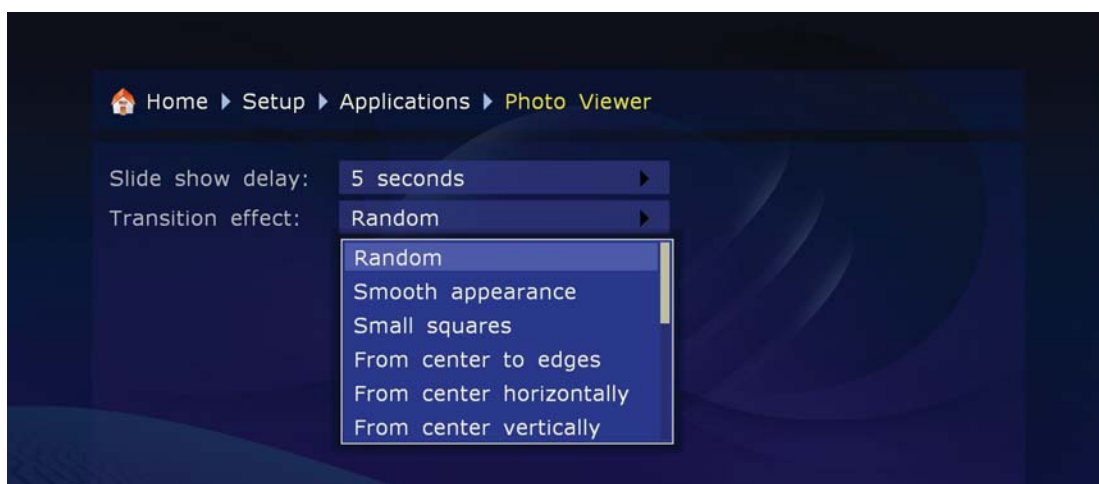 Home Setup Applications Photo Viewer
Slide show delay: 5 seconds
Transition effect: Random
Random
Smooth appearance
Small squares
From center to edges
From center horizontally
From center vertically